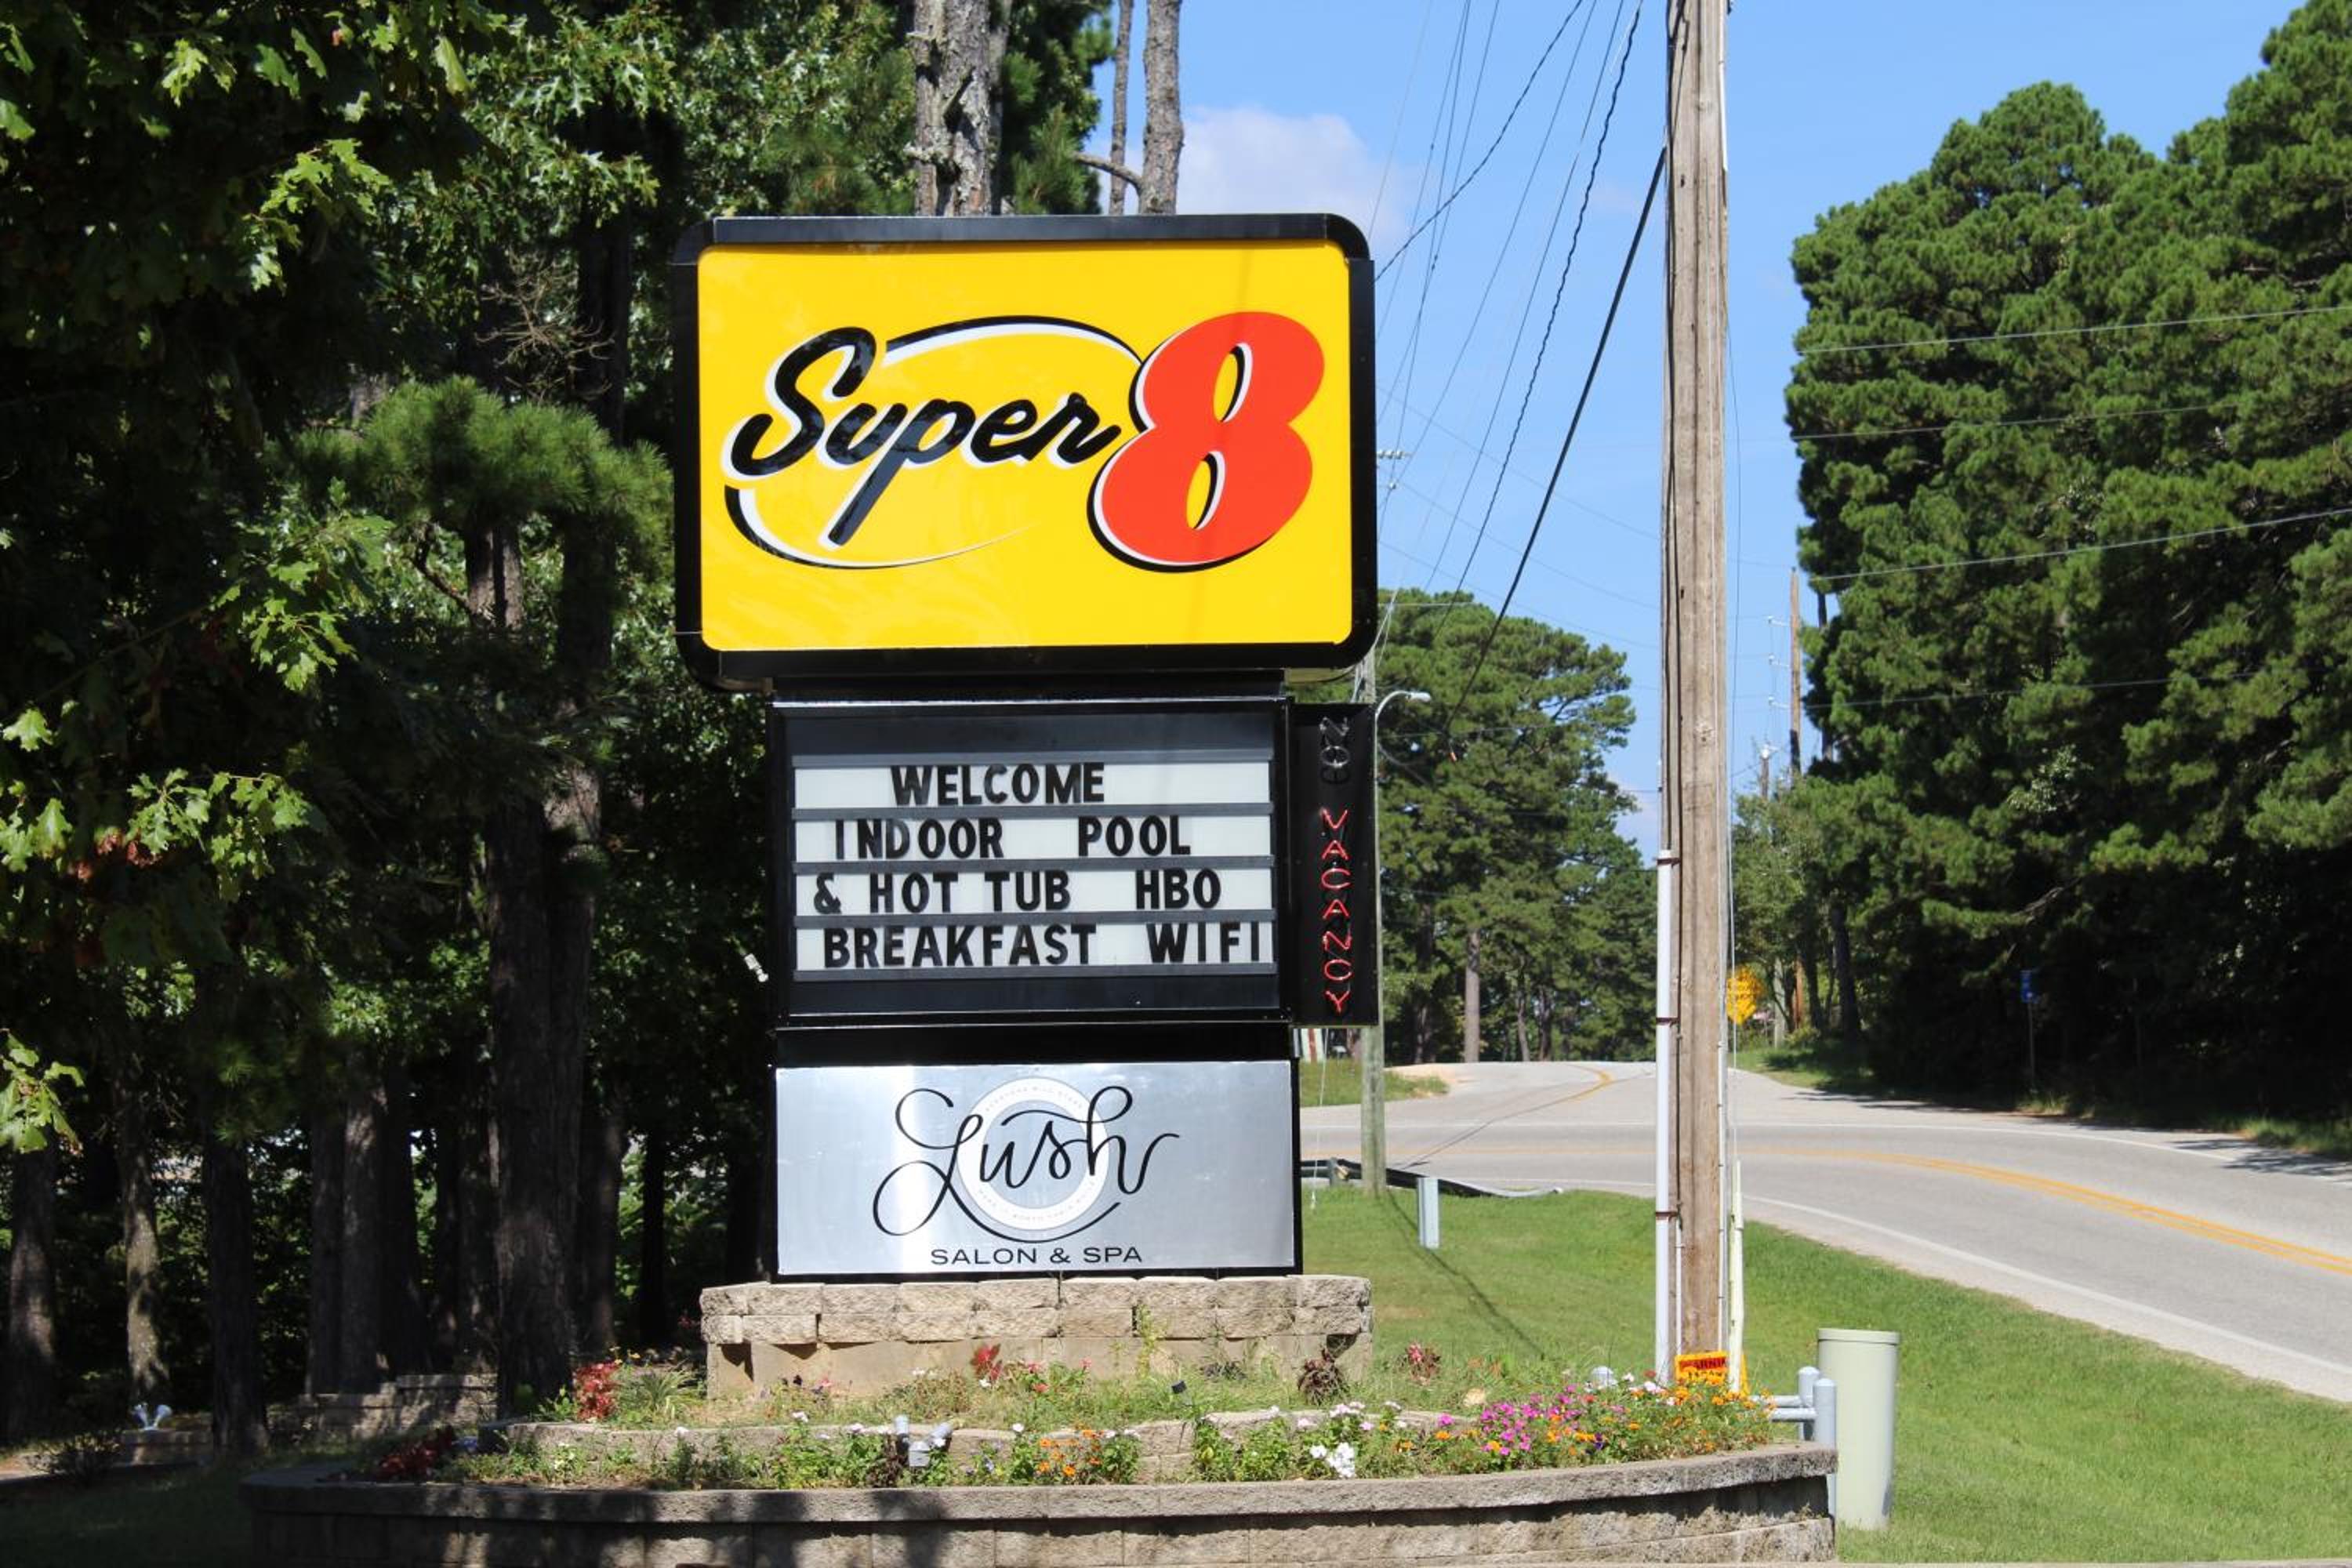 Super 8
WELCOME
INDOOR POOL
& HOT TUB HBO
BREAKFAST WIFI
NO
VACANCY
Lush
SALON & SPA